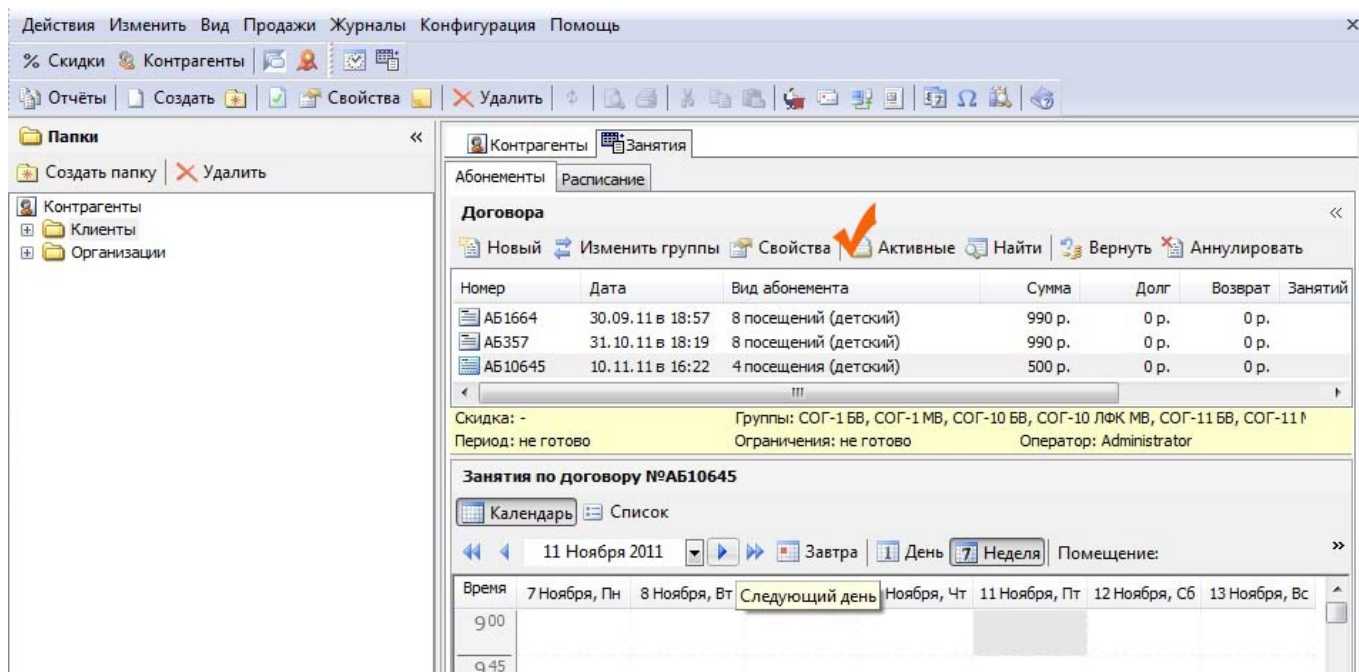 Действия Изменить Вид Продажи Журналы Конфигурация Помощь
% Скидки Контрагенты
Отчёты Создать Свойства Удалить
Папки
Создать папку Удалить
Контрагенты
Клиенты
Организации
Контрагенты Занятия
Абонементы Расписание
Договора
Новый Изменить группы Свойства Активные Найти Вернуть Аннулировать
Номер Дата Вид абонемента Сумма Долг Возврат Занятий
АБ1664 30.09.11 в 18:57 8 посещений (детский) 990 р. 0 р. 0 р.
АБ357 31.10.11 в 18:19 8 посещений (детский) 990 р. 0 р. 0 р.
АБ10645 10.11.11 в 16:22 4 посещения (детский) 500 р. 0 р. 0 р.
Скидка: - Группы: СОГ-1 БВ, СОГ-1 МВ, СОГ-10 БВ, СОГ-10 ЛФК МВ, СОГ-11 БВ, СОГ-11
Период: не готово Ограничения: не готово Оператор: Administrator
Занятия по договору №АБ10645
Календарь Список
11 Ноября 2011 Завтра 1 День 7 Неделя Помещение:
Время 7 Ноября, Пн 8 Ноября, Вт Следующий день Ноября, Чт 11 Ноября, Пт 12 Ноября, Сб 13 Ноября, Вс
9 00
9 45